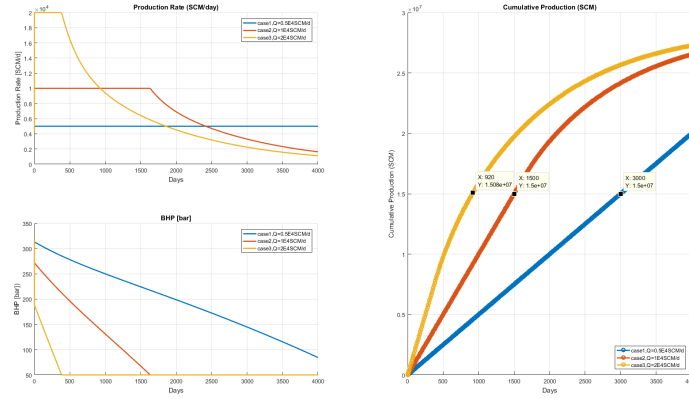 Production Rate (SCM/day)
×10⁴
2
1.8
1.6
1.4
1.2
1
0.8
0.6
0.4
0.2
0
Production Rate [SCM/d]
case1,Q=0.5E4SCM/d
case2,Q=1E4SCM/d
case3,Q=2E4SCM/d
0 500 1000 1500 2000 2500 3000 3500 4000
Days
BHP [bar]
350
300
250
200
150
100
50
BHP [bar])
case1,Q=0.5E4SCM/d
case2,Q=1E4SCM/d
case3,Q=2E4SCM/d
0 500 1000 1500 2000 2500 3000 3500 4000
Days
Cumulative Production (SCM)
×10⁷
3
2.5
2
1.5
1
0.5
0
Cumulative Production (SCM)
X: 920
Y: 1.508e+07
X: 1500
Y: 1.5e+07
X: 3000
Y: 1.5e+07
case1,Q=0.5E4SCM/d
case2,Q=1E4SCM/d
case3,Q=2E4SCM/d
0 500 1000 1500 2000 2500 3000 3500
Days